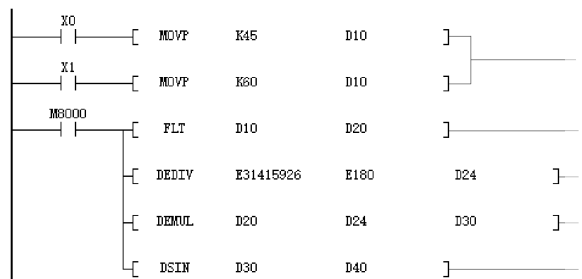 X0
MOVP K45 D10
X1
MOVP K60 D10
M8000
FLT D10 D20
DEDIV E31415926 E180 D24
DEMUL D20 D24 D30
DSIN D30 D40